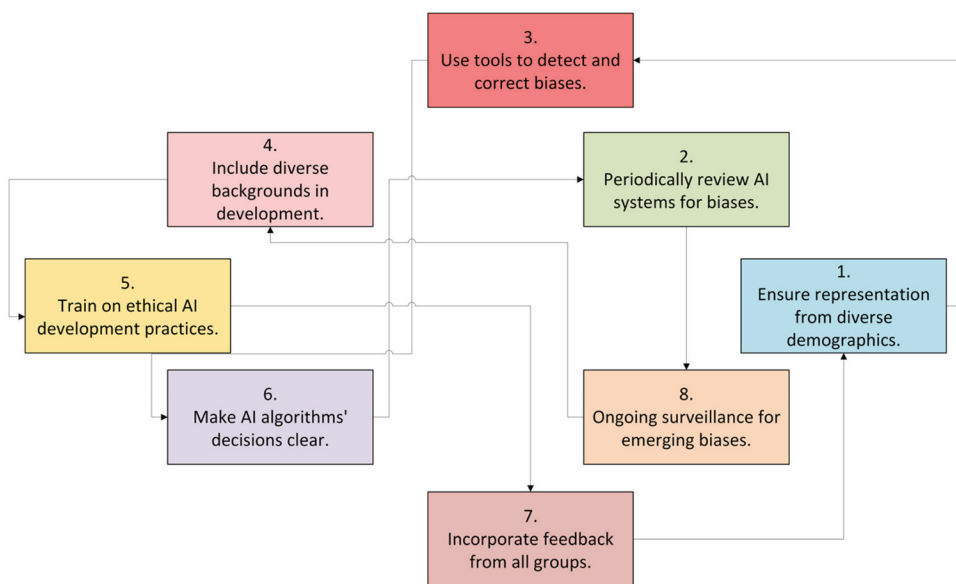 3.
Use tools to detect and
correct biases.
4.
Include diverse
backgrounds in
development.
2.
Periodically review AI
systems for biases.
5.
Train on ethical AI
development practices.
1.
Ensure representation
from diverse
demographics.
6.
Make AI algorithms'
decisions clear.
8.
Ongoing surveillance for
emerging biases.
7.
Incorporate feedback
from all groups.